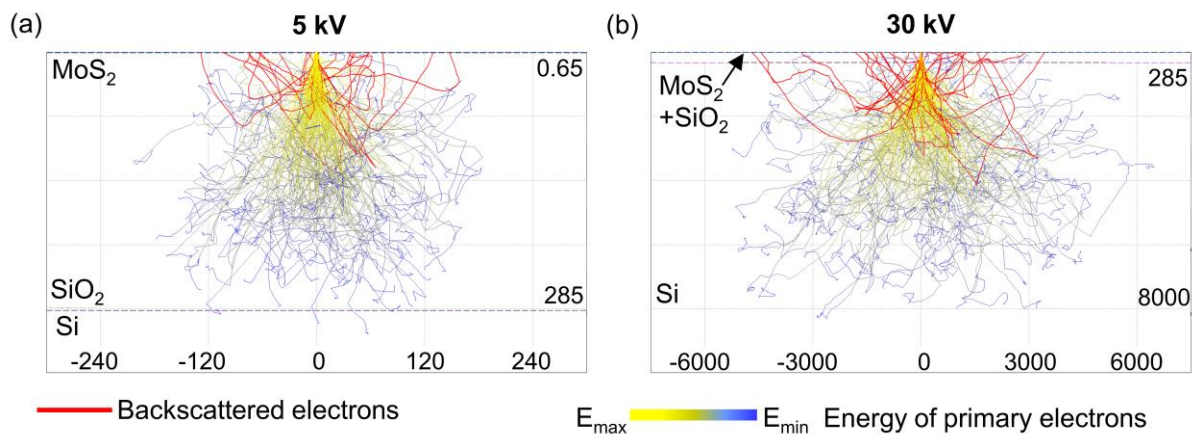 (a)
5 kV
MoS₂
0.65
SiO₂
285
Si
-240 -120 0 120 240
(b)
30 kV
MoS₂
+SiO₂
285
Si
8000
-6000 -3000 0 3000 6000
Backscattered electrons
Eₘₐₓ Eₘᵢₙ Energy of primary electrons